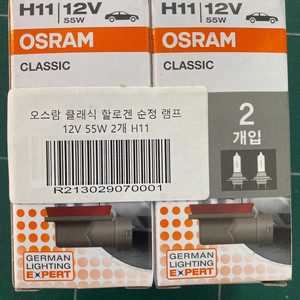 H11 12V
55W
OSRAM
CLASSIC
H11 12V
55W
OSRAM
CLASSIC
오스람 클래식 할로겐 순정 램프
12V 55W 2개 H11
R213029070001
2
개입
GERMAN
LIGHTING
EXPERT
GERMAN
LIGHTING
EXPERT